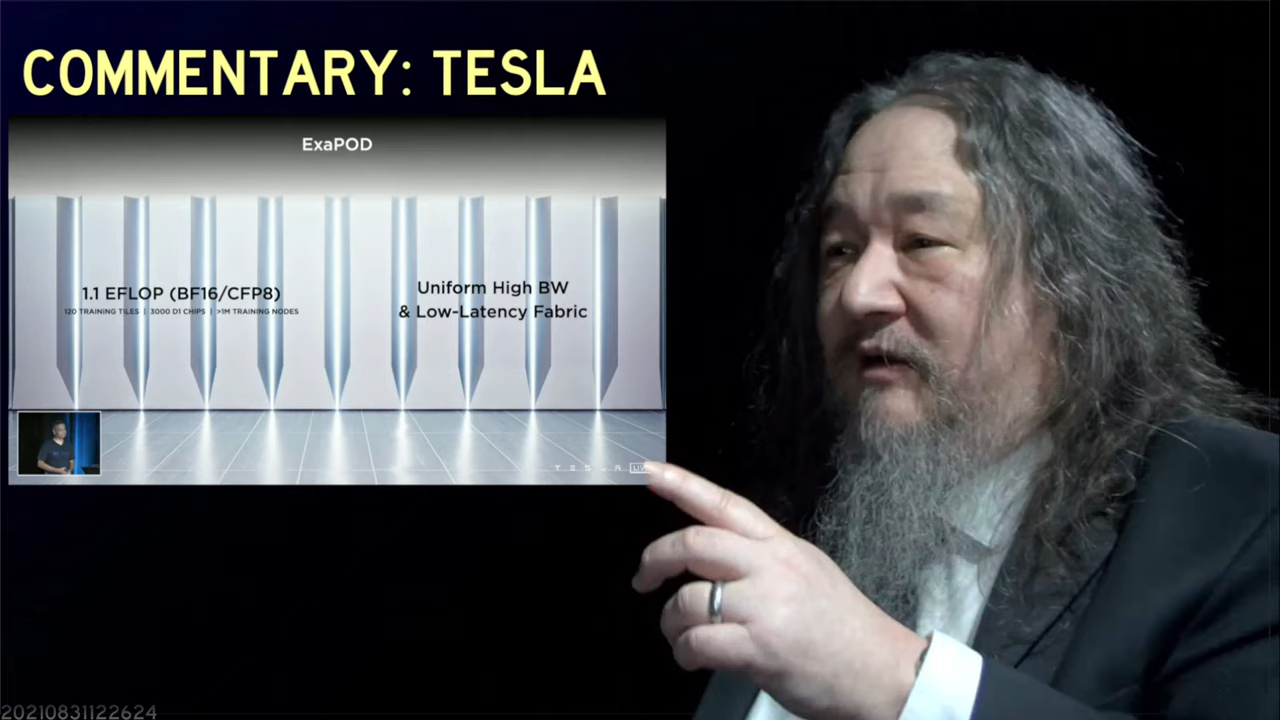 COMMENTARY: TESLA
ExaPOD
1.1 EFLOP (BF16/CFP8)
120 TRAINING TILES | 3000 D1 CHIPS | >1M TRAINING NODES
Uniform High BW
& Low-Latency Fabric
TESLA
20210831122624